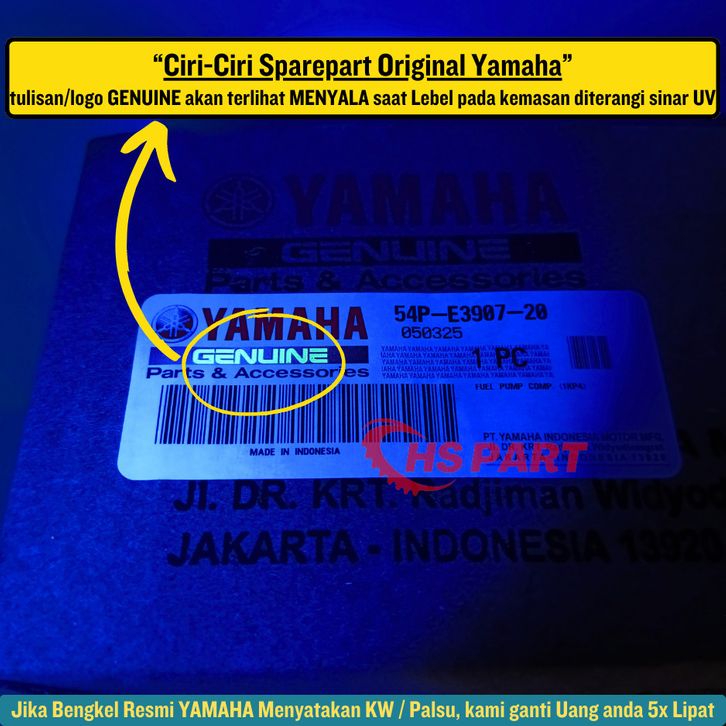 “Ciri-Ciri Sparepart Original Yamaha”
tulisan/logo GENUINE akan terlihat MENYALA saat Lebel pada kemasan diterangi sinar UV
YAMAHA
GENUINE
Parts & Accessories
YAMAHA
GENUINE
Parts & Accessories
54P-E3907-20
050325
1 PC
FUEL PUMP COMP. (1KP4)
MADE IN INDONESIA
PT. YAMAHA INDONESIA MOTOR MFG.
HS PART
Jl. DR. KRT. Radjiman Widyod
JAKARTA - INDONESIA 13920
Jika Bengkel Resmi YAMAHA Menyatakan KW / Palsu, kami ganti Uang anda 5x Lipat